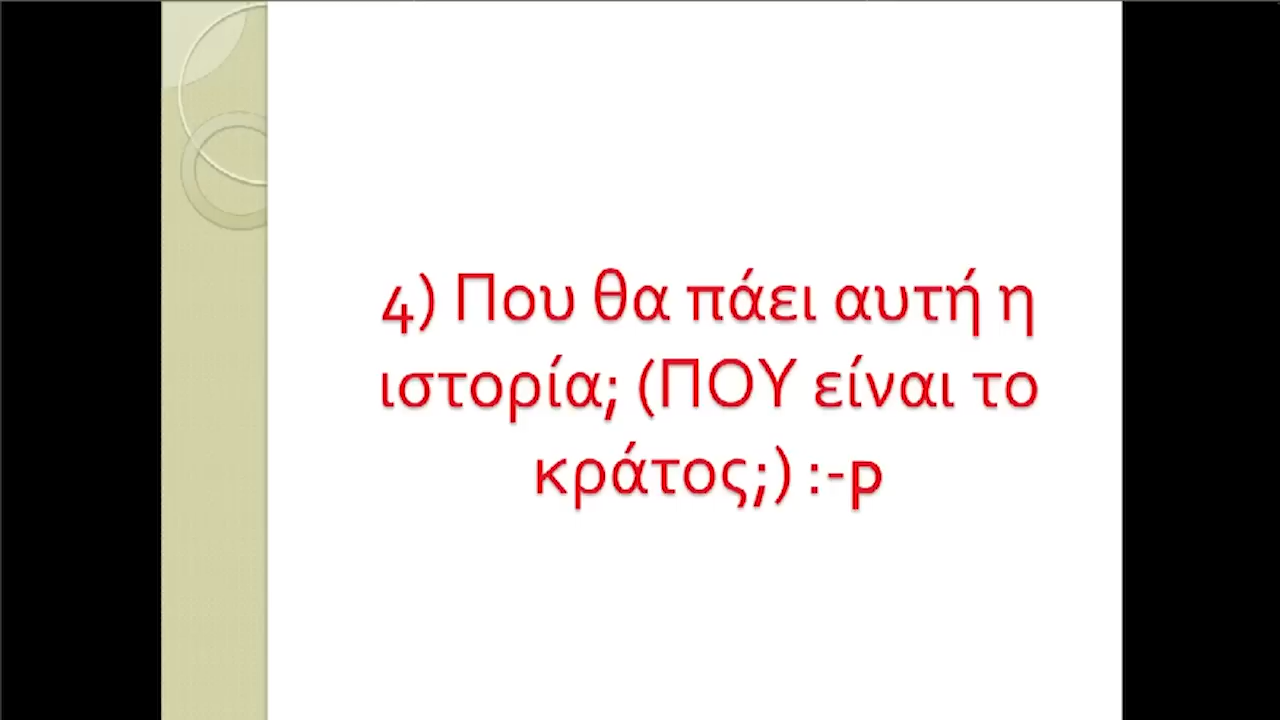 4) Που θα πάει αυτή η
ιστορία; (ΠΟΥ είναι το
κράτος;) :-p